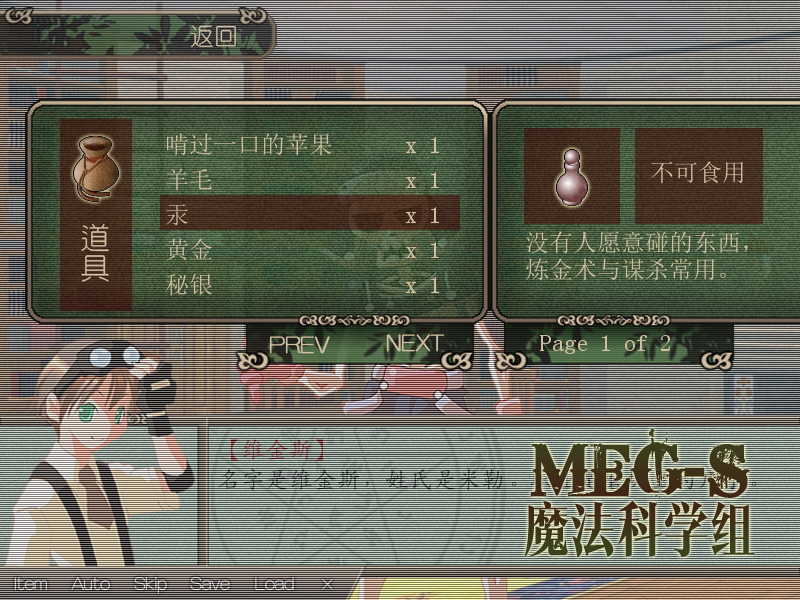 返回
道具
啃过一口的苹果 x 1
羊毛 x 1
汞 x 1
黄金 x 1
秘银 x 1
不可食用
没有人愿意碰的东西，
炼金术与谋杀常用。
PREV NEXT
Page 1 of 2
【维金斯】
名字是维金斯，姓氏是米勒。
MEG-S
魔法科学组
Item Auto Skip Save Load ×